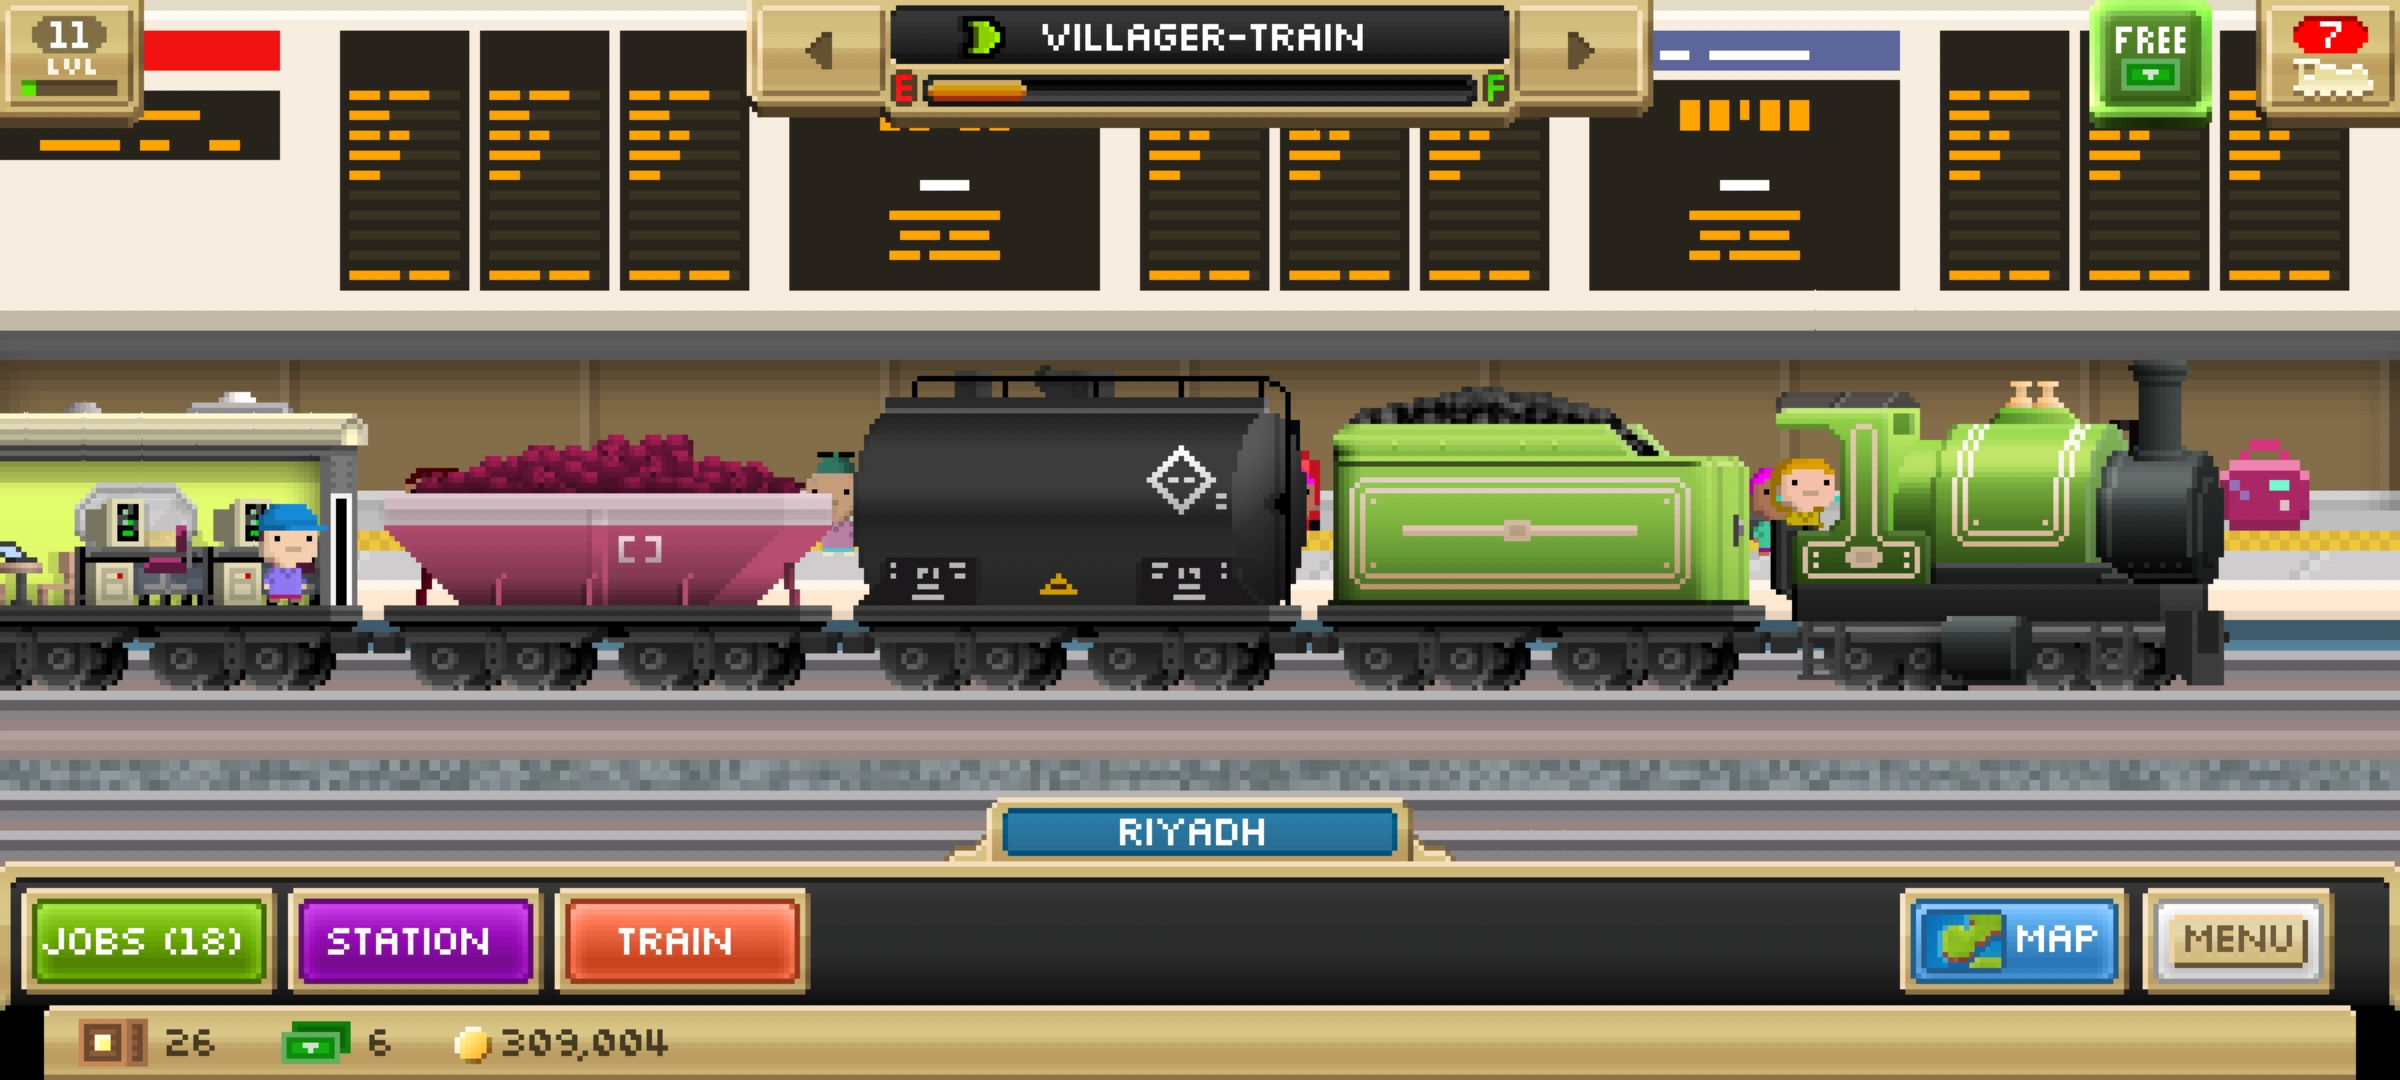 11
LVL
VILLAGER-TRAIN
E
F
FREE
7
RIYADH
JOBS (18)
STATION
TRAIN
MAP
MENU
26
6
309,004